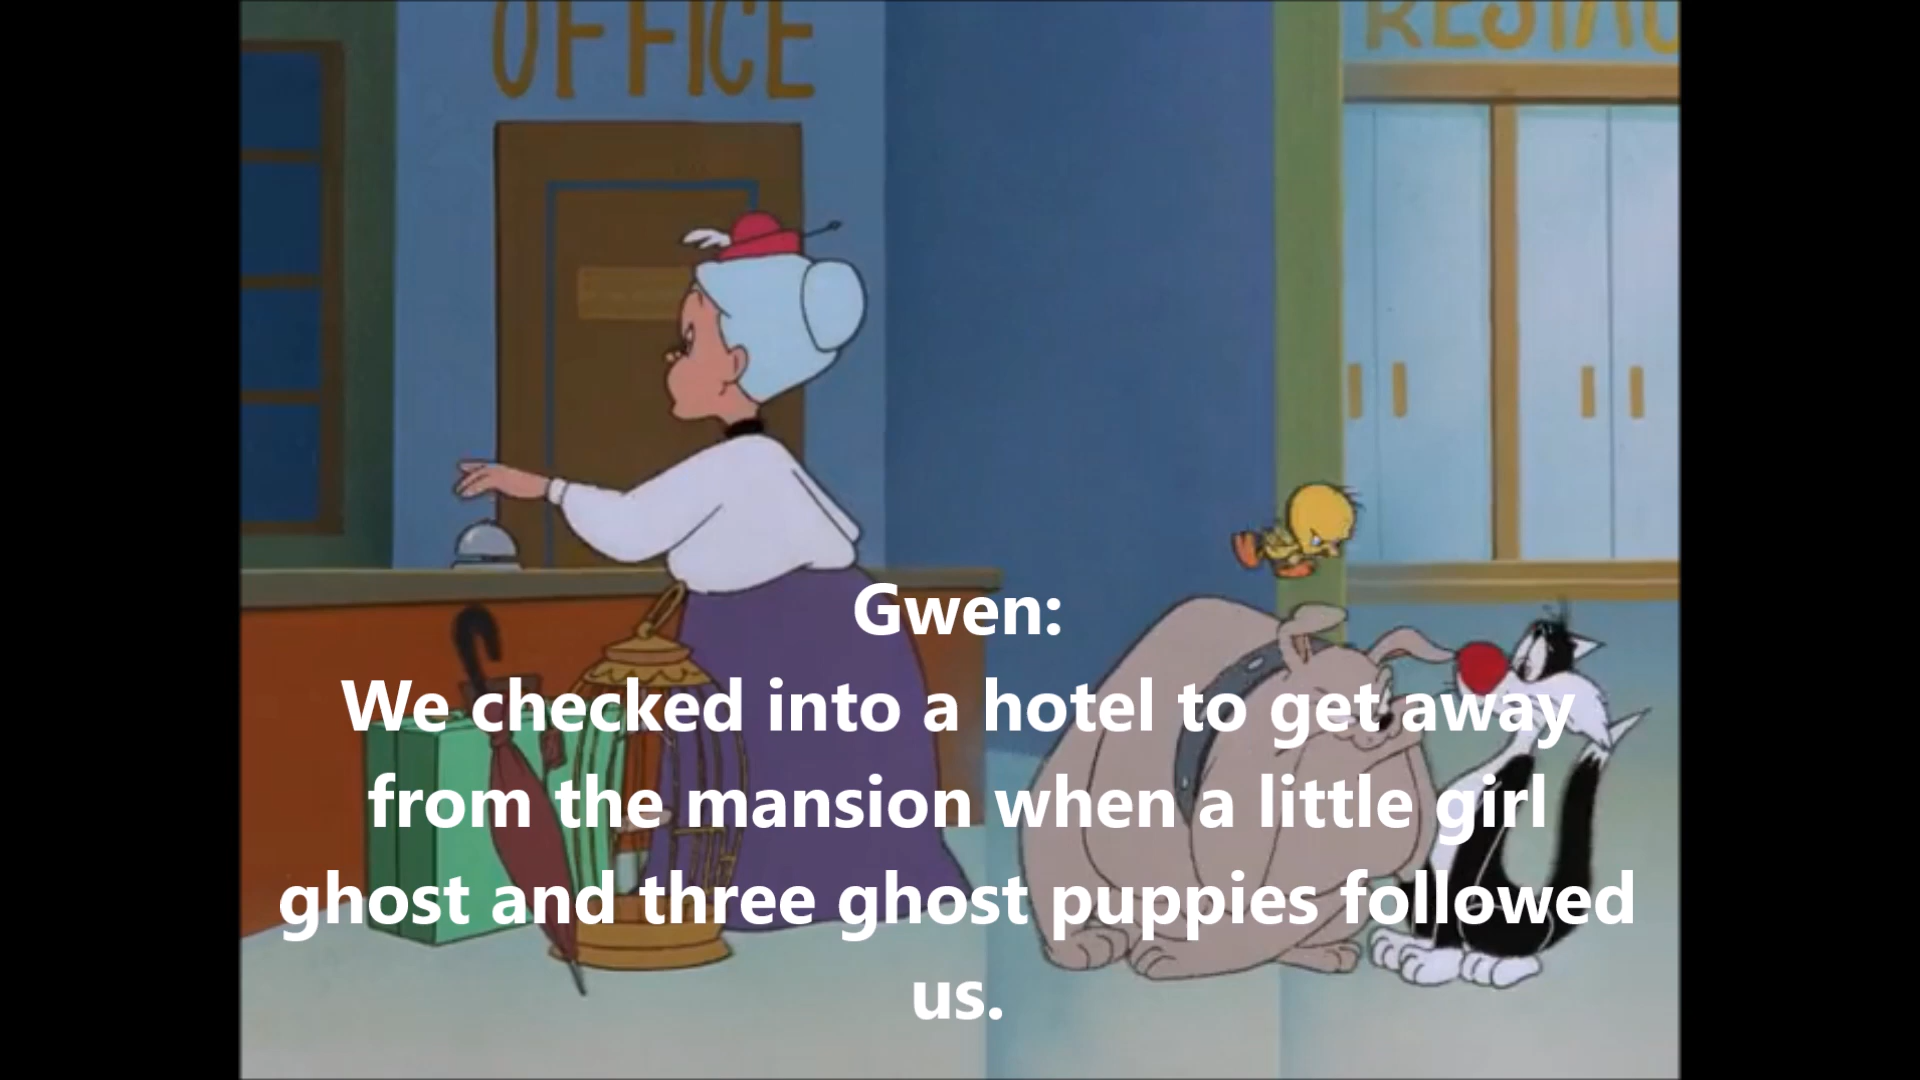 OFFICE
RESTAU
Gwen:
We checked into a hotel to get away
from the mansion when a little girl
ghost and three ghost puppies followed
us.